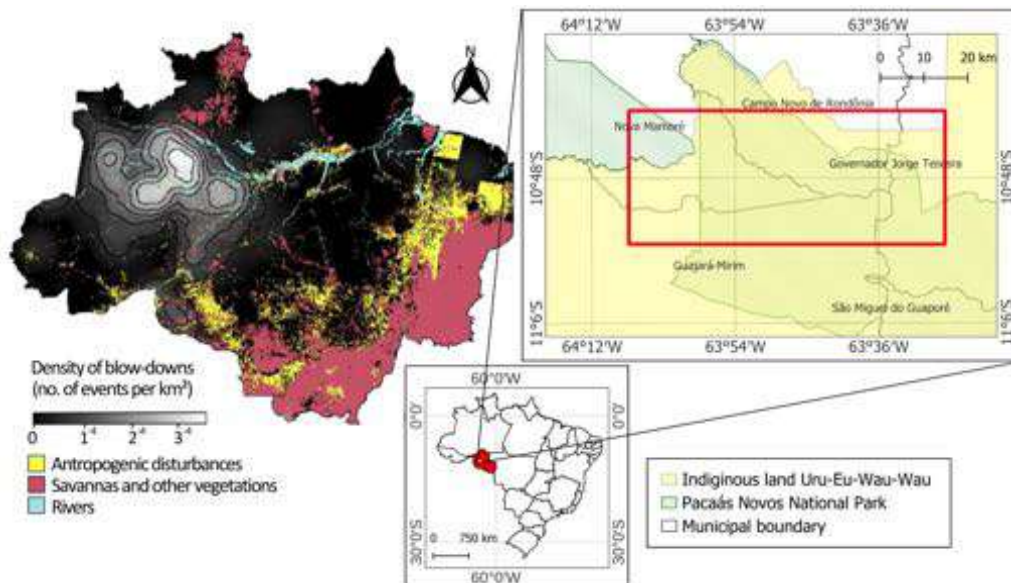 N
Density of blow-downs
(no. of events per km²)
0 1⁻⁴ 2⁻⁴ 3⁻⁴
Antropogenic disturbances
Savannas and other vegetations
Rivers
64°12'W 63°54'W 63°36'W
0 10 20 km
Campo Novo de Rondônia
Nova Mamoré
Governador Jorge Teixeira
10°48'S 10°48'S
Guajará-Mirim
São Miguel do Guaporé
11°6'S 11°6'S
64°12'W 63°54'W 63°36'W
60°0'W
0°0' 0°0'
0 750 km
30°0'S 30°0'S
60°0'W
Indiginous land Uru-Eu-Wau-Wau
Pacaás Novos National Park
Municipal boundary